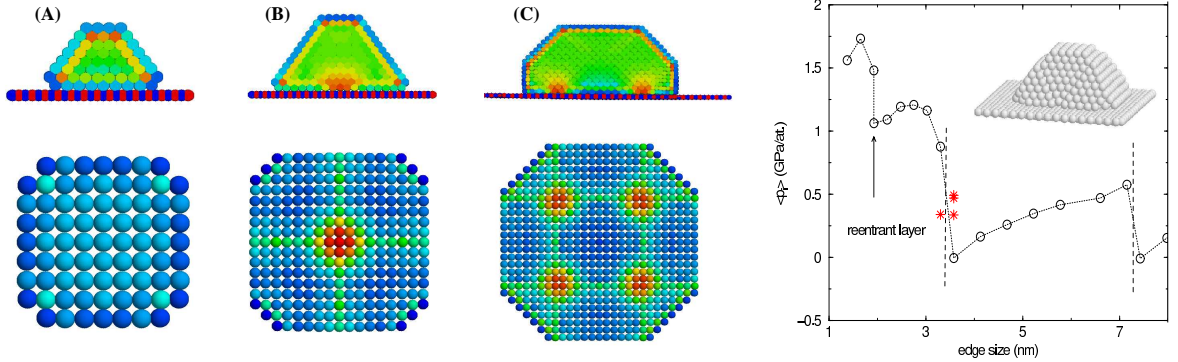 (A)
(B)
(C)
2
1.5
1
0.5
0
−0.5
<pᵢ> (GPa/at.)
reentrant layer
1
3
5
7
edge size (nm)